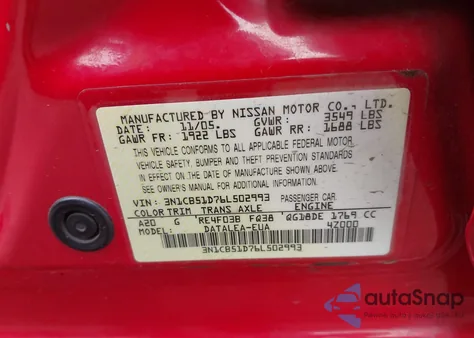 MANUFACTURED BY NISSAN MOTOR CO., LTD.
DATE: 11/05. GVWR: 3549 LBS
GAWR FR: 1922 LBS GAWR RR: 1688 LBS
THIS VEHICLE CONFORMS TO ALL APPLICABLE FEDERAL MOTOR
VEHICLE SAFETY, BUMPER AND THEFT PREVENTION STANDARDS
IN EFFECT ON THE DATE OF MANUFACTURE SHOWN ABOVE.
SEE OWNER'S MANUAL FOR ADDITIONAL INFORMATION.
VIN: 3N1CB51D76L502993 PASSENGER CAR.
COLOR TRIM TRANS AXLE ENGINE
A20 G RE4F03B FQ38 QG18DE 1769 CC
MODEL: DATALEA-EUA 4Z000
3N1CB51D76L502993
autaSnap